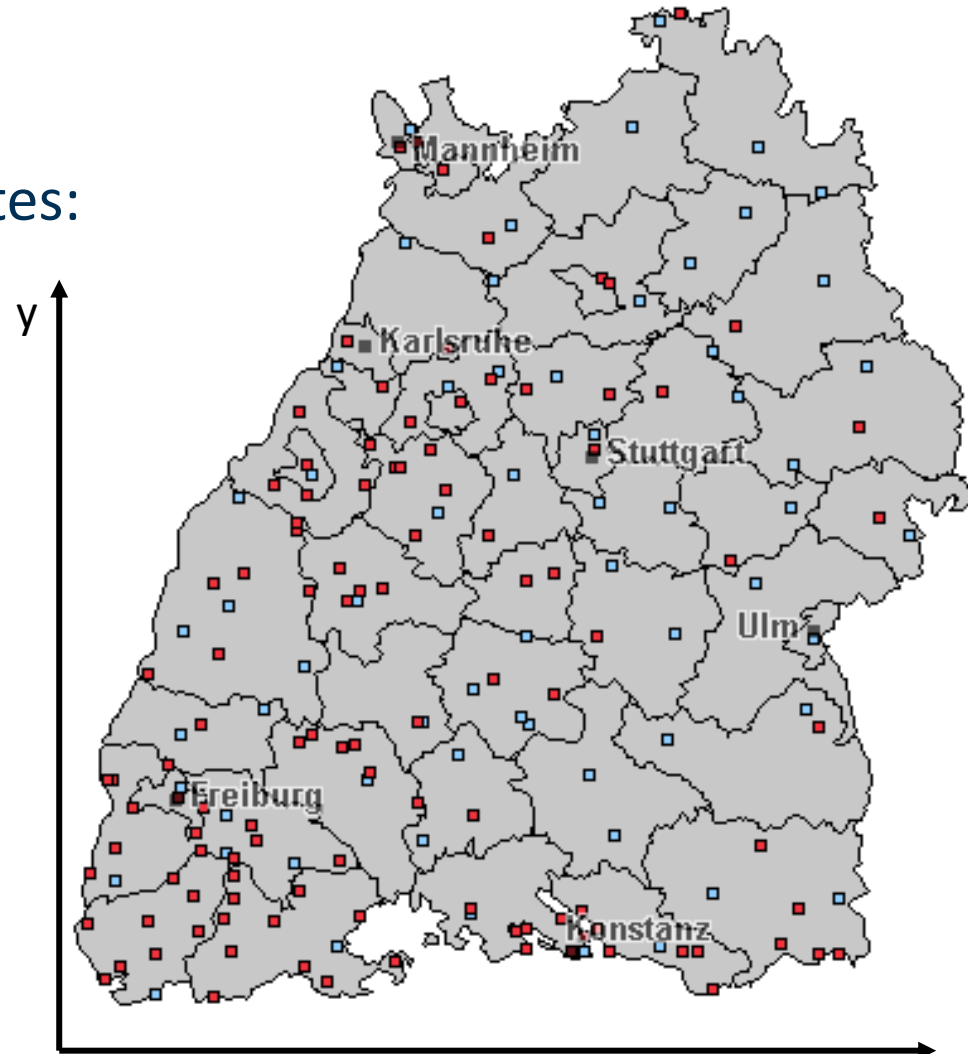 Mannheim
tes:
y
Karlsruhe
Stuttgart
Ulm
Freiburg
Konstanz